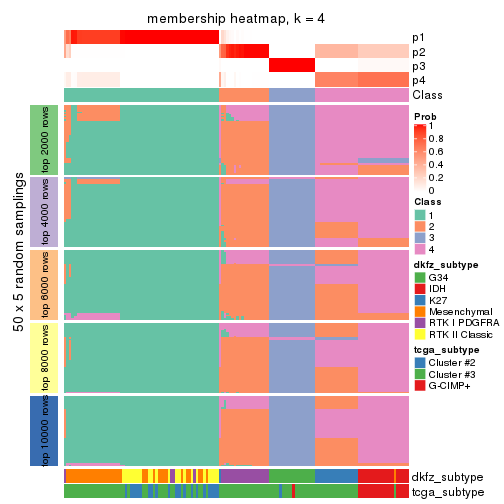 membership heatmap, k = 4
p1
p2
p3
p4
Class
50 x 5 random samplings
top 2000 rows
top 4000 rows
top 6000 rows
top 8000 rows
top 10000 rows
dkfz_subtype
tcga_subtype
Prob
1
0.8
0.6
0.4
0.2
0
Class
1
2
3
4
dkfz_subtype
G34
IDH
K27
Mesenchymal
RTK I PDGFRA
RTK II Classic
tcga_subtype
Cluster #2
Cluster #3
G-CIMP+